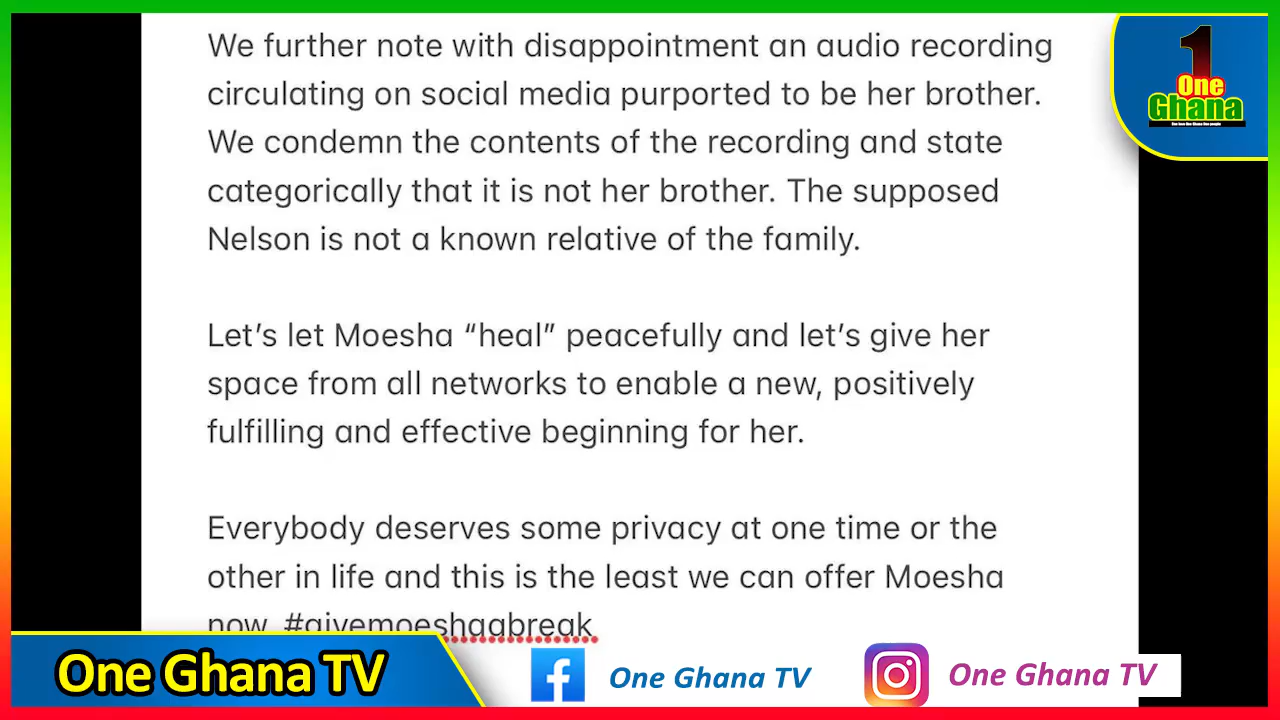 We further note with disappointment an audio recording
circulating on social media purported to be her brother.
We condemn the contents of the recording and state
categorically that it is not her brother. The supposed
Nelson is not a known relative of the family.
Let’s let Moesha “heal” peacefully and let’s give her
space from all networks to enable a new, positively
fulfilling and effective beginning for her.
Everybody deserves some privacy at one time or the
other in life and this is the least we can offer Moesha
now. #givemoeshaabreak
1
One
Ghana
One Ghana TV
One Ghana TV
One Ghana TV